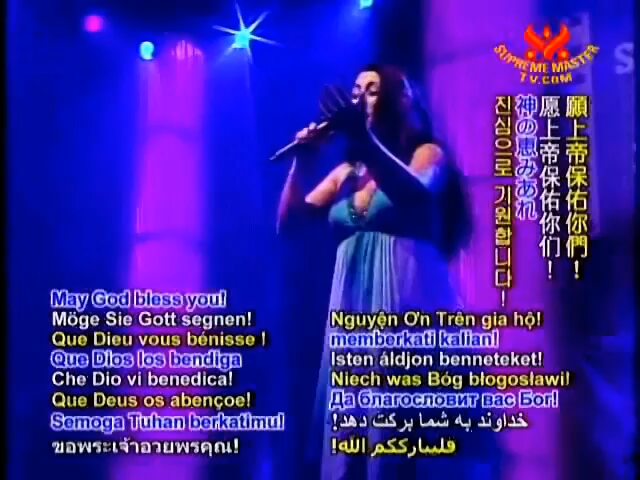 SUPREME MASTER
TV.COM
願上帝保佑你們！
愿上帝保佑你们！
神の恵みあれ
진심으로 기원합니다！
May God bless you!
Möge Sie Gott segnen!
Que Dieu vous bénisse !
Que Dios los bendiga
Che Dio vi benedica!
Que Deus os abençoe!
Semoga Tuhan berkatimu!
ขอพระเจ้าอวยพรคุณ!
Nguyện Ơn Trên gia hộ!
memberkati kalian!
Isten áldjon benneteket!
Niech was Bóg błogosławi!
Да благословит вас Бог!
خداوند به شما برکت دهد!
فليبارككم الله!